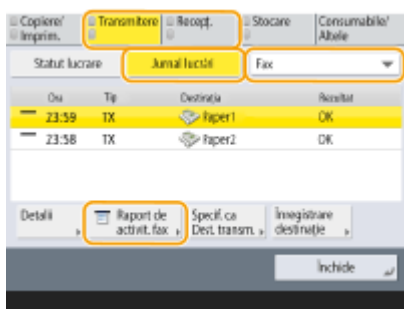 Copiere/ Imprim.
Transmitere
Recepţ.
Stocare
Consumabile/ Altele
Statut lucrare
Jurnal lucrări
Fax
Ora Tip Destinaţia Rezultat
23:59 TX Paper1 OK
23:58 TX Paper2 OK
Detalii
Raport de activit. fax
Specif. ca Dest. transm.
Înregistrare destinaţie
Închide